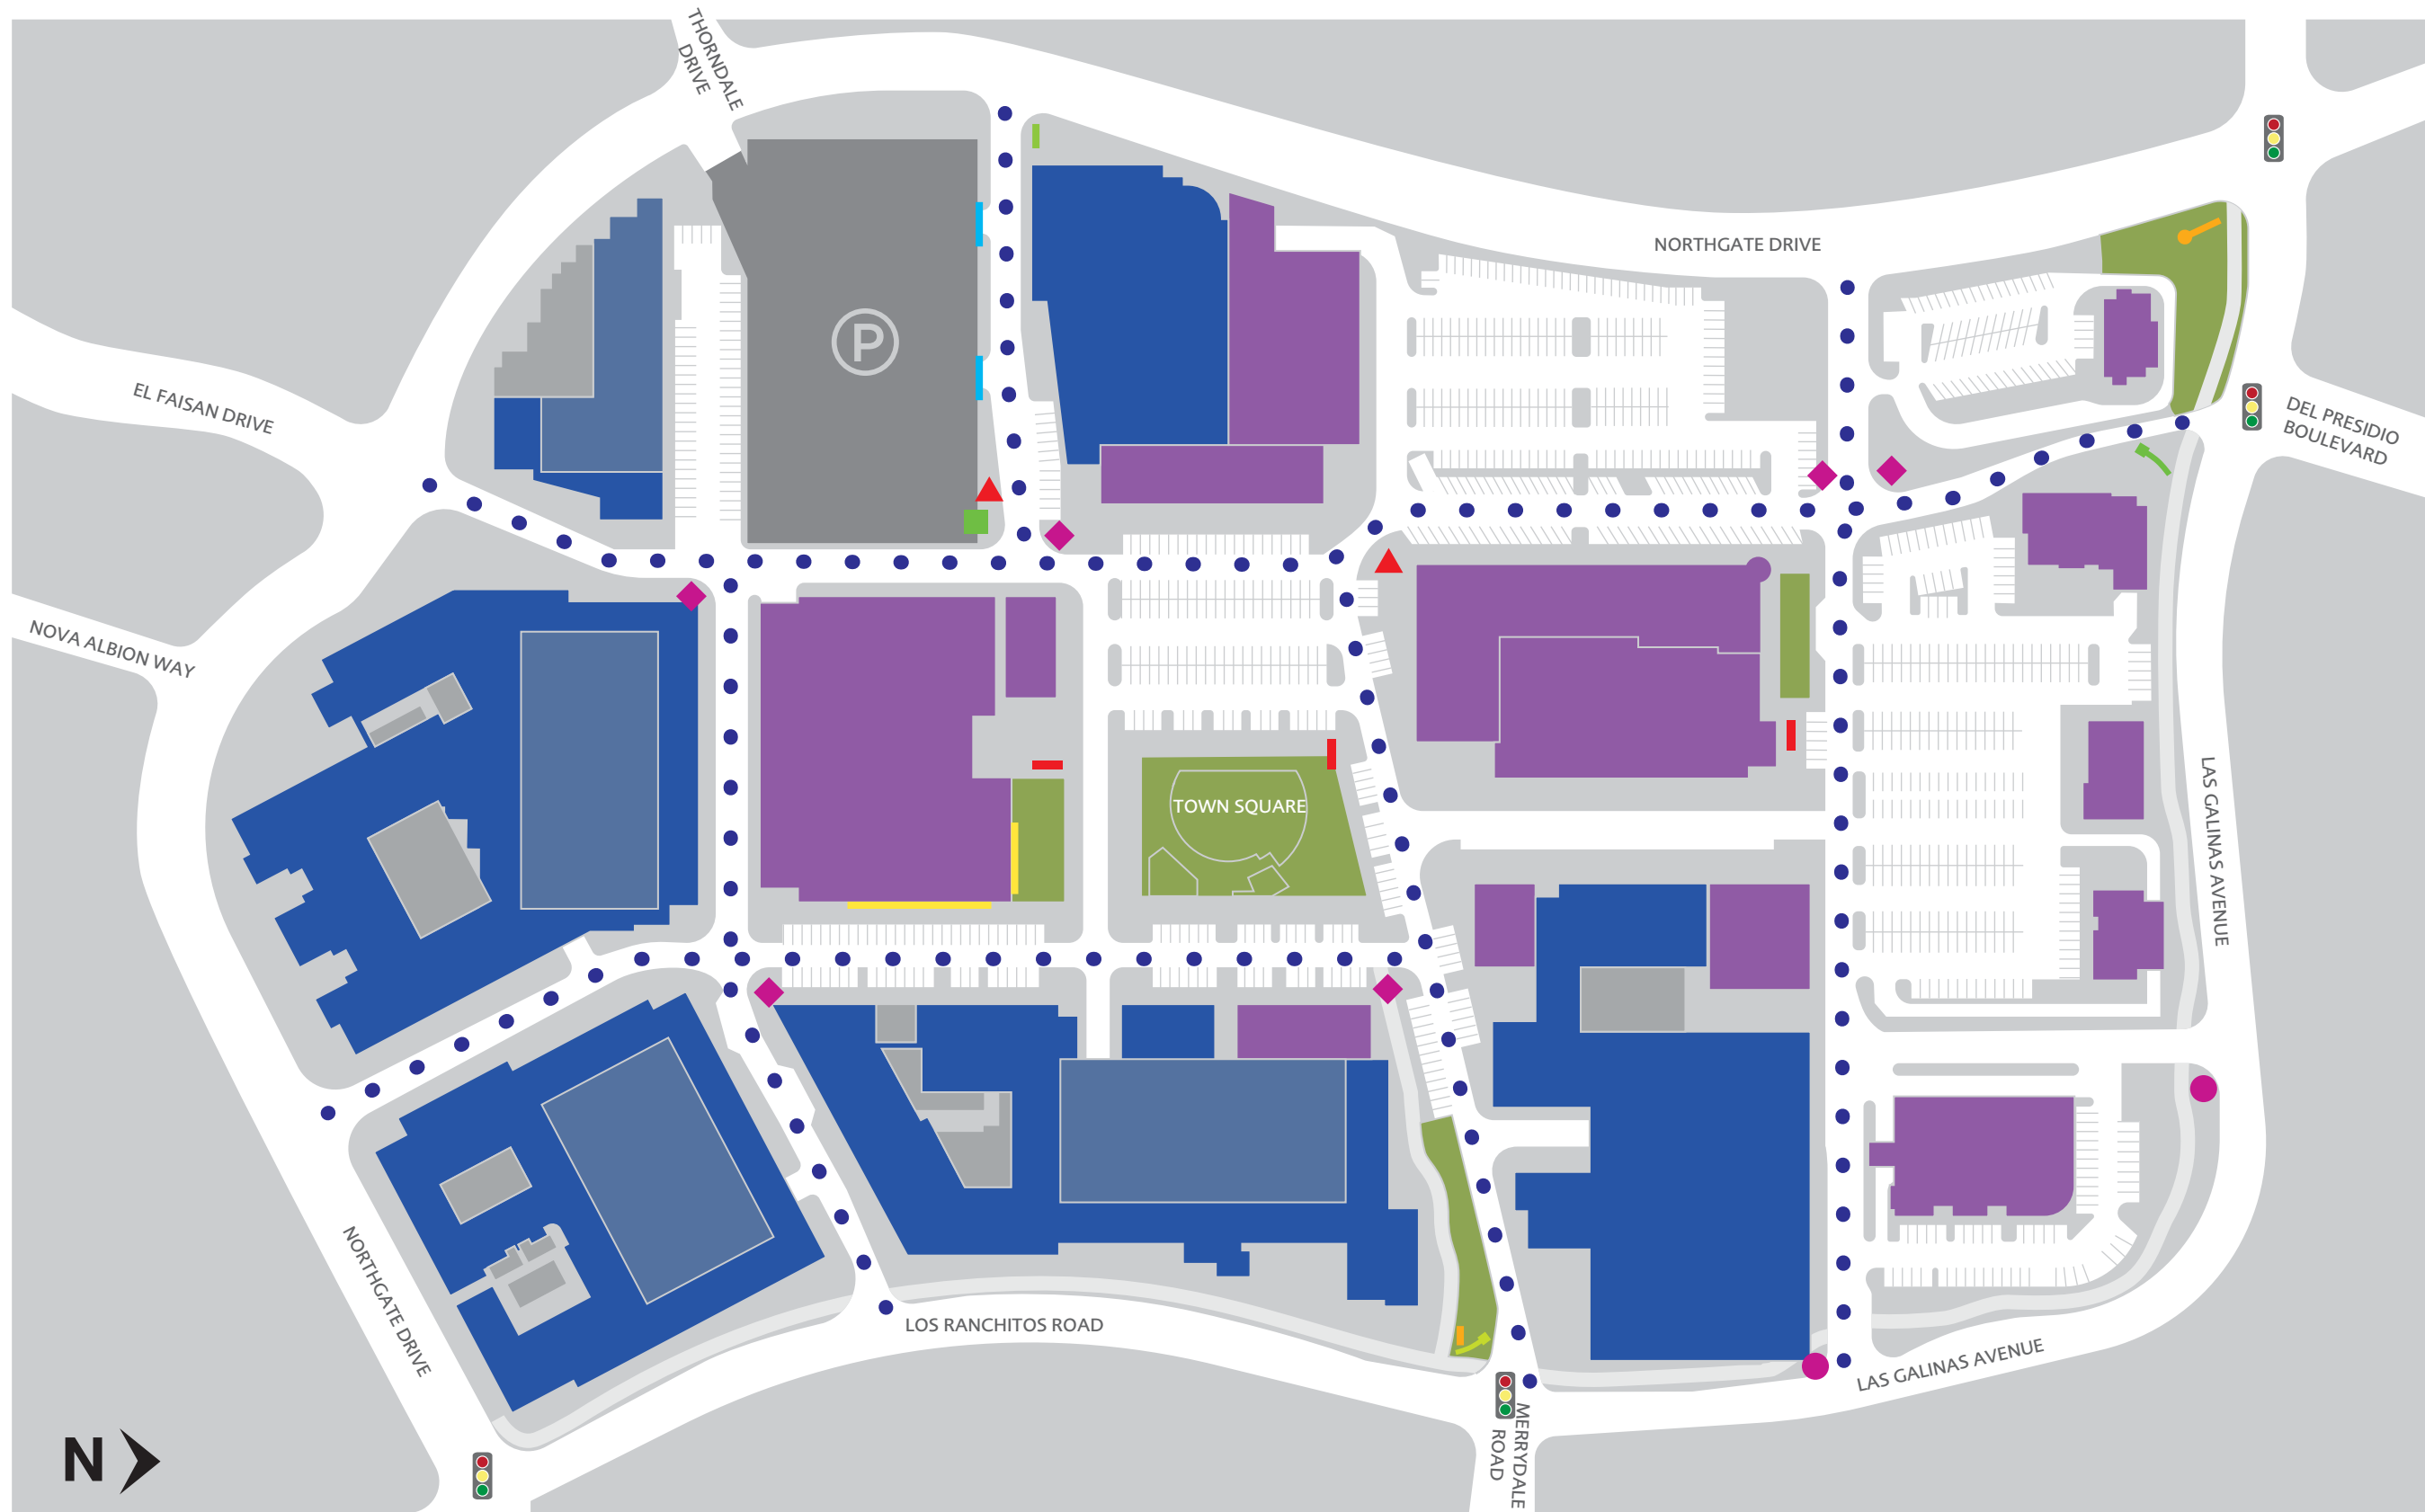 THORNDALE
DRIVE
NORTHGATE DRIVE
P
EL FAISAN DRIVE
DEL PRESIDIO
BOULEVARD
NOVA ALBION WAY
TOWN SQUARE
LAS GALINAS AVENUE
NORTHGATE DRIVE
LOS RANCHITOS ROAD
LAS GALINAS AVENUE
MERRYDALE
ROAD
N